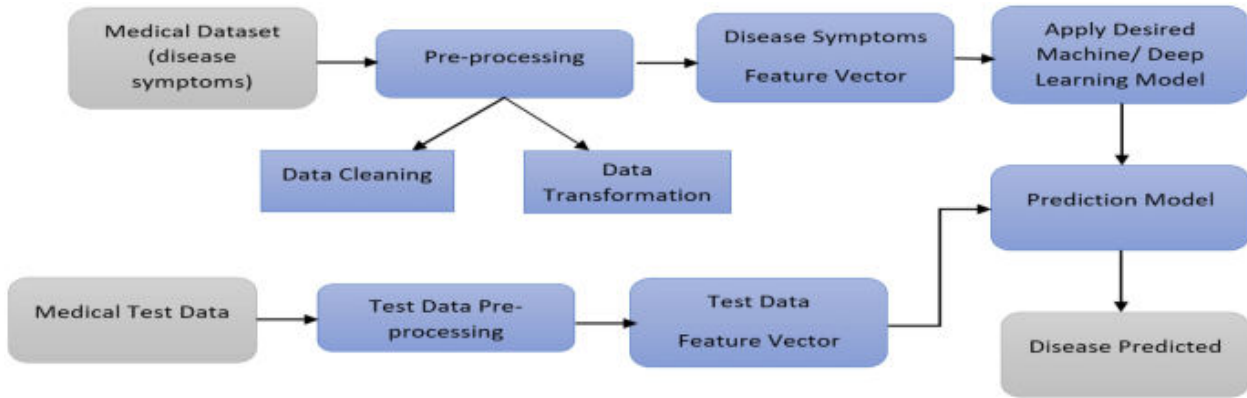 Medical Dataset
(disease
symptoms)
Pre-processing
Disease Symptoms
Feature Vector
Apply Desired
Machine/ Deep
Learning Model
Data Cleaning
Data
Transformation
Prediction Model
Medical Test Data
Test Data Pre-
processing
Test Data
Feature Vector
Disease Predicted